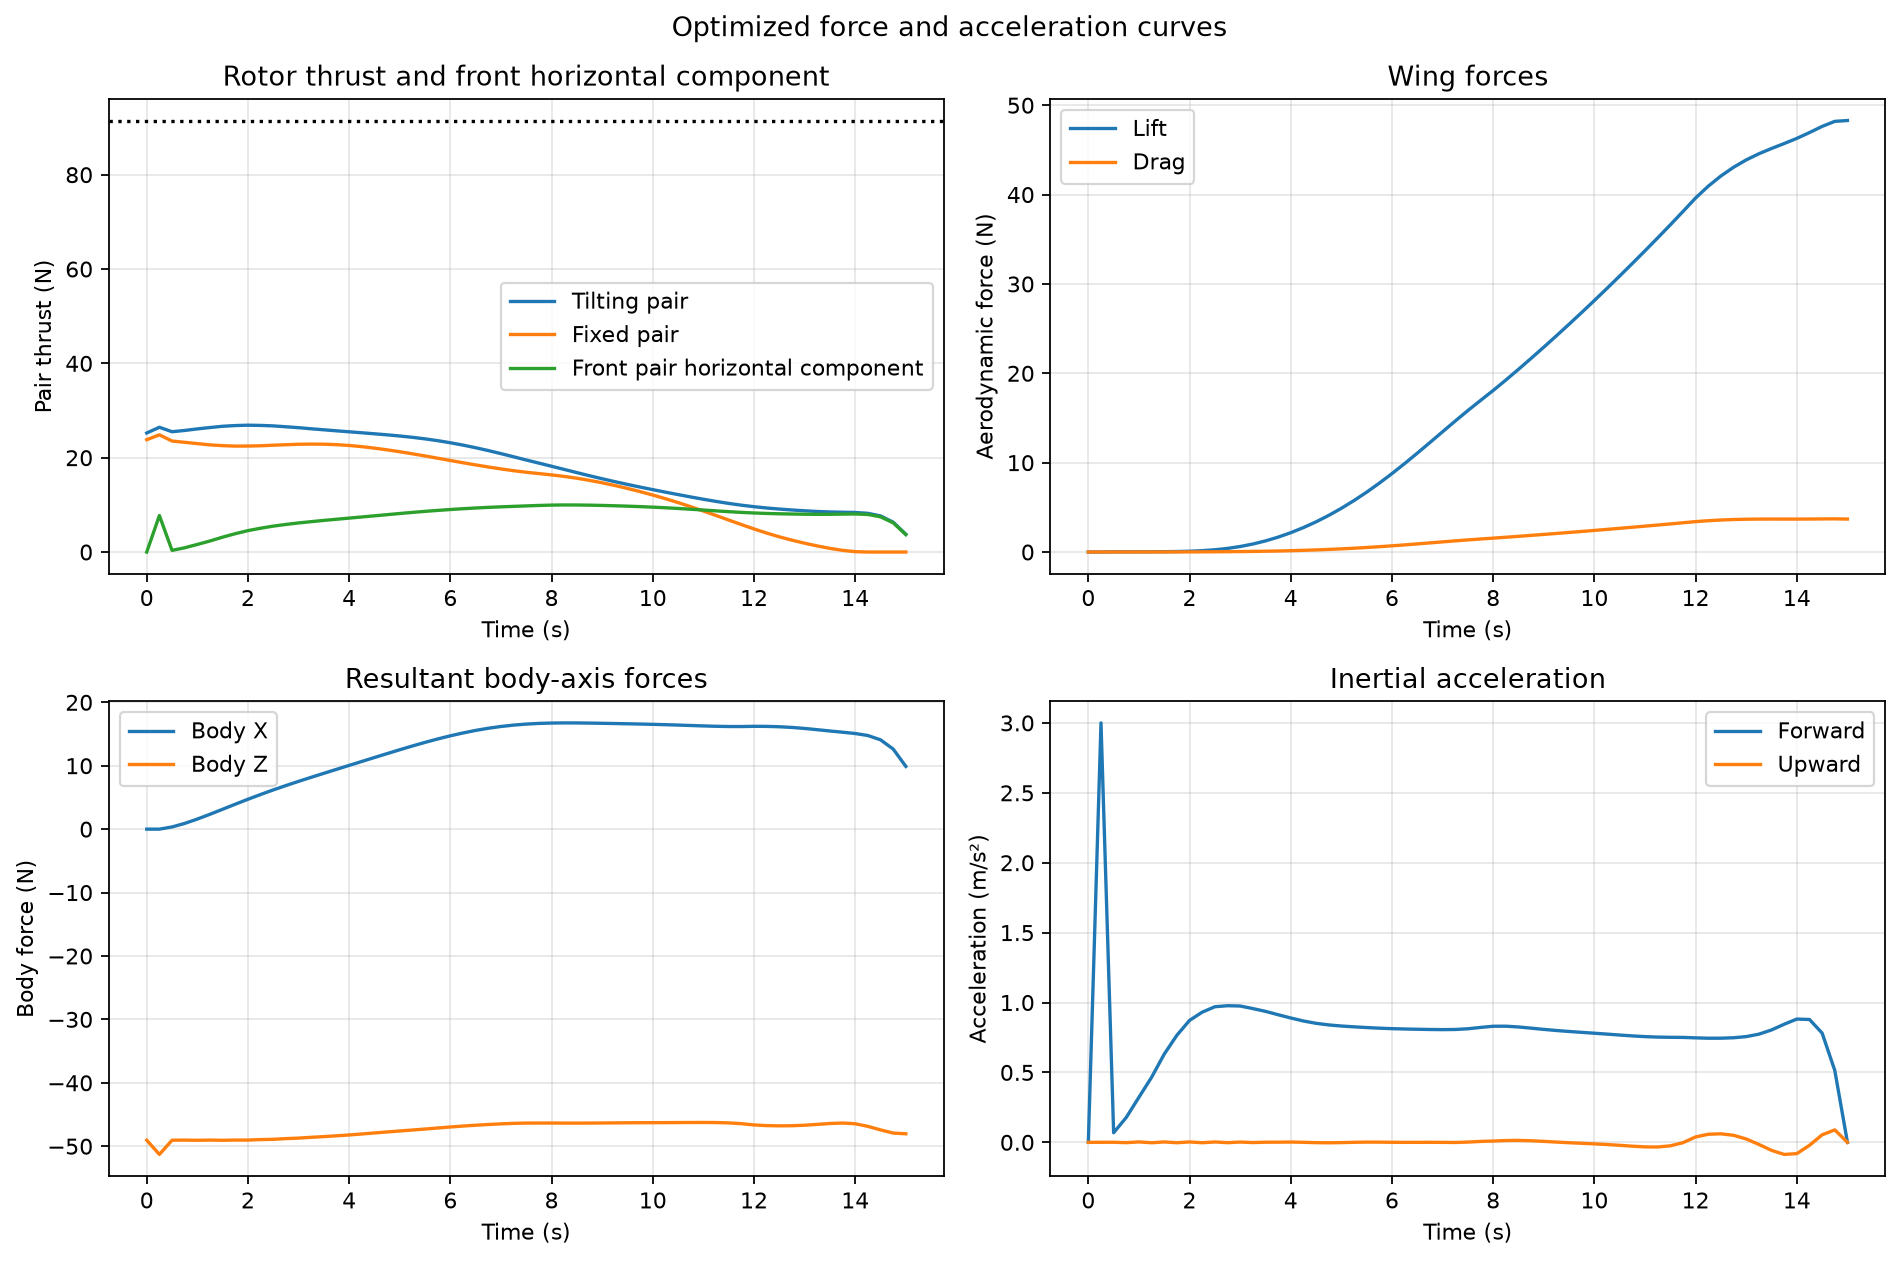 Optimized force and acceleration curves
Rotor thrust and front horizontal component
Pair thrust (N)
80
60
40
20
0
Tilting pair
Fixed pair
Front pair horizontal component
0 2 4 6 8 10 12 14
Time (s)
Wing forces
Aerodynamic force (N)
50
40
30
20
10
0
Lift
Drag
0 2 4 6 8 10 12 14
Time (s)
Resultant body-axis forces
Body force (N)
20
10
0
−10
−20
−30
−40
−50
Body X
Body Z
0 2 4 6 8 10 12 14
Time (s)
Inertial acceleration
Acceleration (m/s²)
3.0
2.5
2.0
1.5
1.0
0.5
0.0
Forward
Upward
0 2 4 6 8 10 12 14
Time (s)